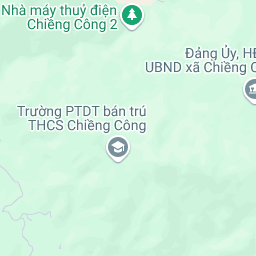 Nhà máy thuỷ điện
Chiềng Công 2
Đảng Ủy, HĐ
UBND xã Chiềng C
Trường PTDT bán trú
THCS Chiềng Công